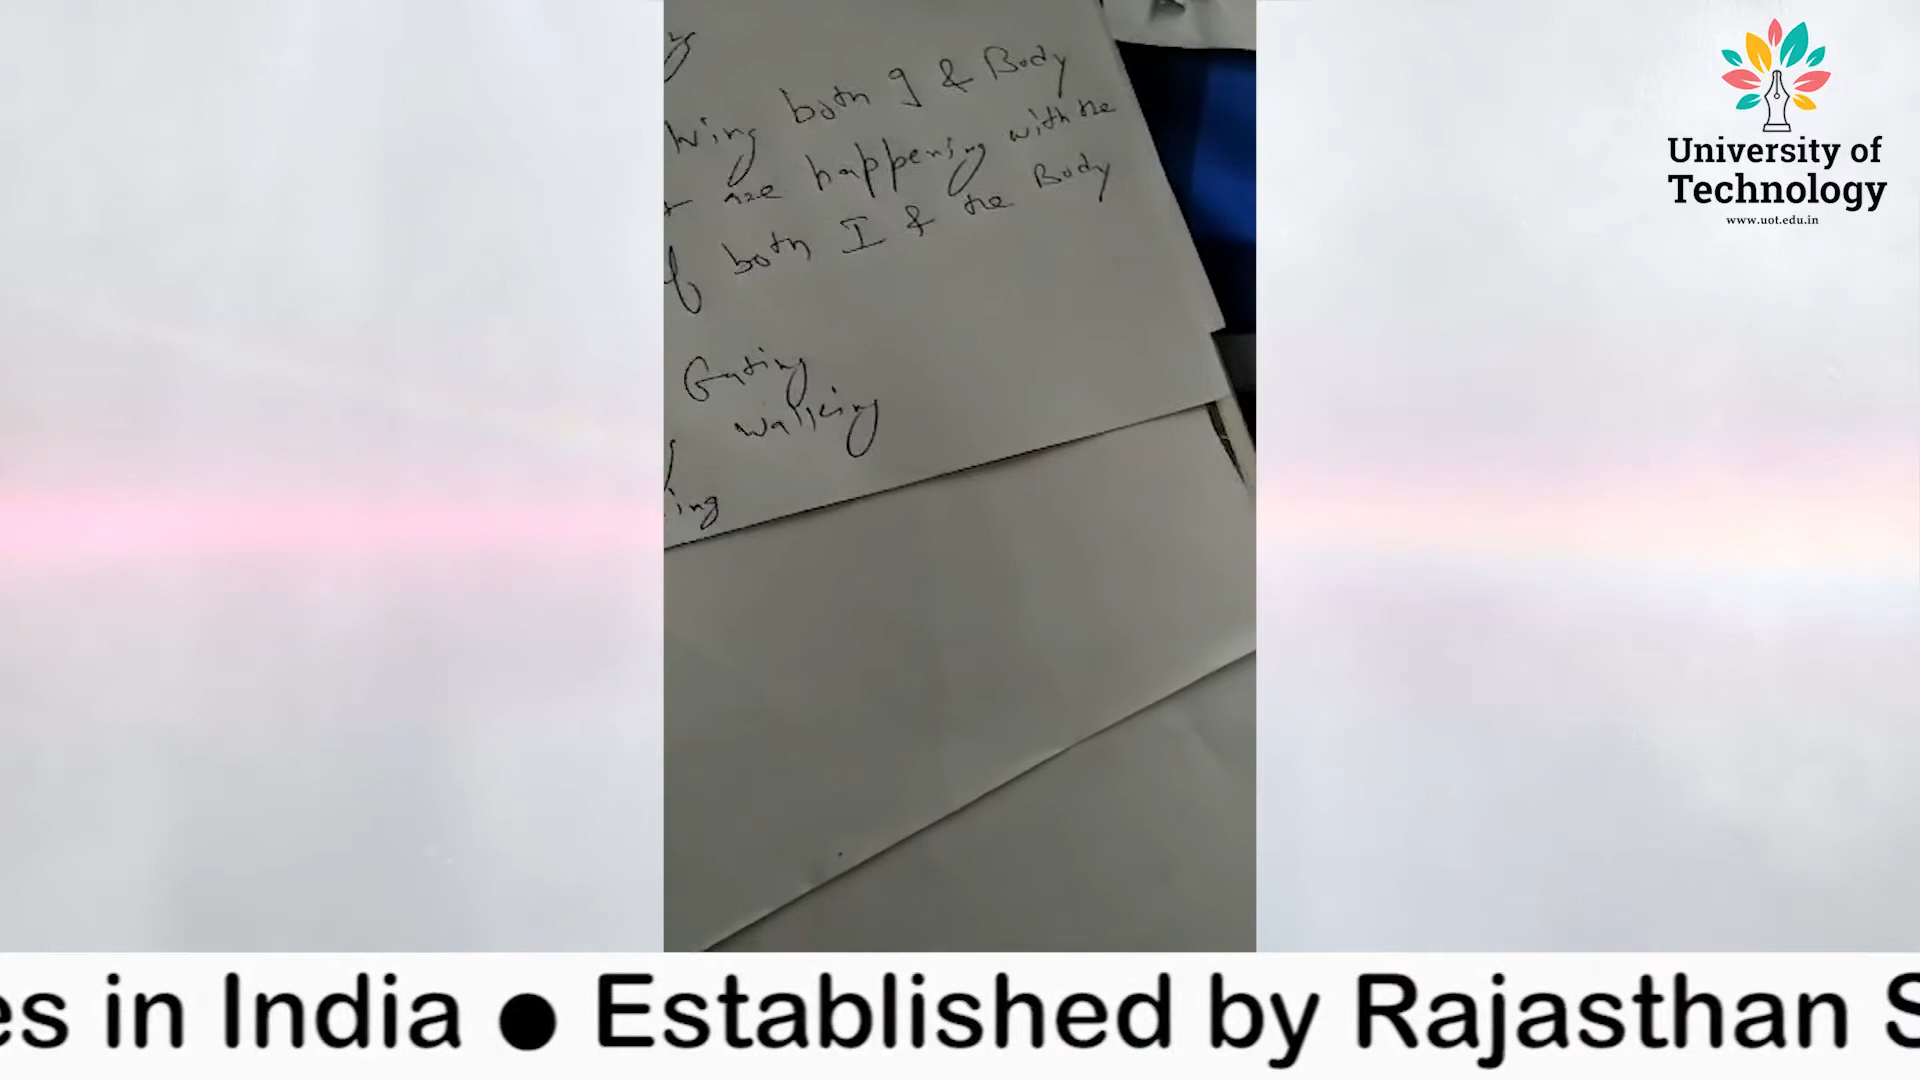 both I & Body
are happening with the
both I & the Body
Eating
walking
ing
University of
Technology
www.uot.edu.in
es in India ● Established by Rajasthan S